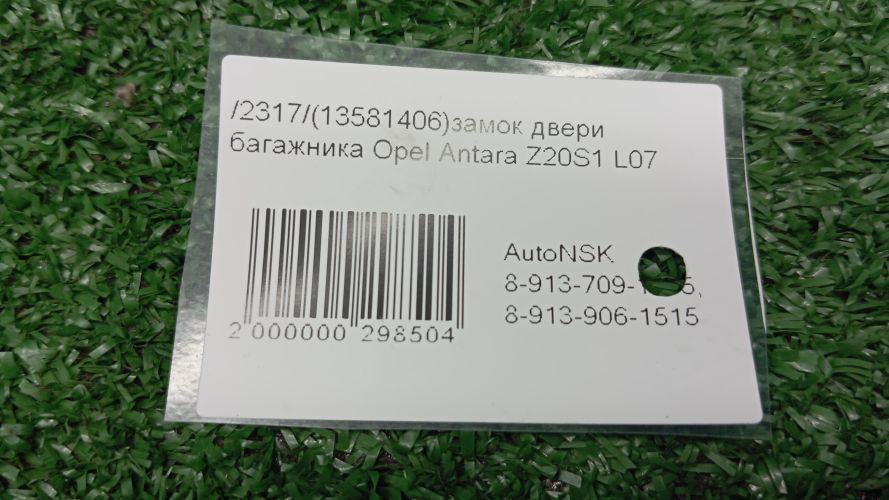 /2317/(13581406)замок двери
багажника Opel Antara Z20S1 L07
AutoNSK
8-913-709-
8-913-906-1515
2 000000 298504